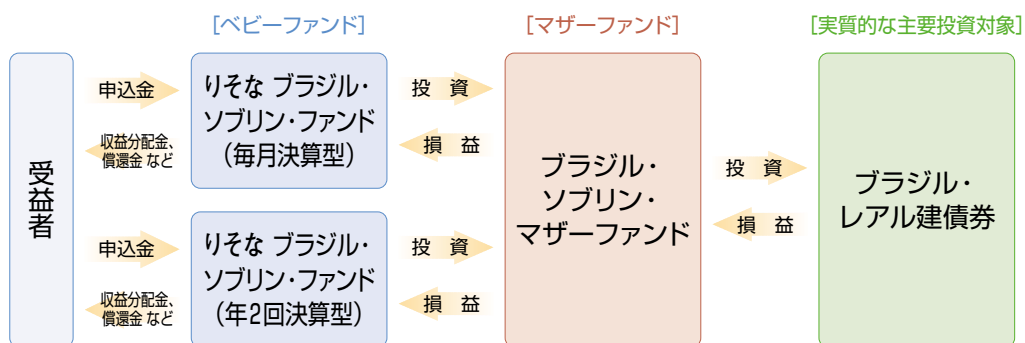 [ベビーファンド]
[マザーファンド]
[実質的な主要投資対象]
受益者
申込金
収益分配金、
償還金 など
りそな ブラジル・
ソブリン・ファンド
（毎月決算型）
投 資
損 益
申込金
収益分配金、
償還金 など
りそな ブラジル・
ソブリン・ファンド
（年2回決算型）
投 資
損 益
ブラジル・
ソブリン・
マザーファンド
投 資
損 益
ブラジル・
レアル建債券